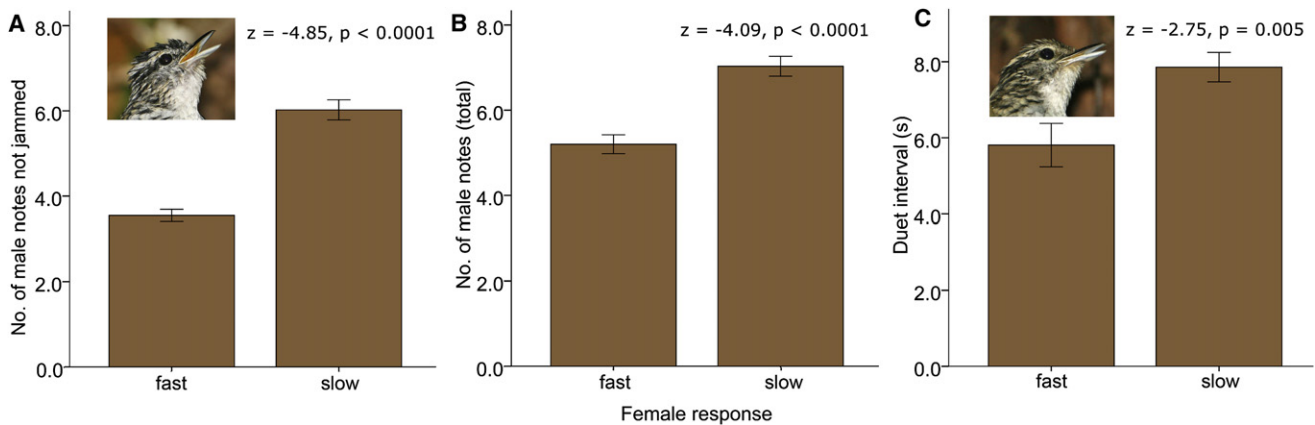 A
z = -4.85, p < 0.0001
No. of male notes not jammed
8.0
6.0
4.0
2.0
0.0
fast
slow
B
z = -4.09, p < 0.0001
No. of male notes (total)
8.0
6.0
4.0
2.0
0.0
fast
slow
Female response
C
z = -2.75, p = 0.005
Duet interval (s)
8.0
6.0
4.0
2.0
0.0
fast
slow